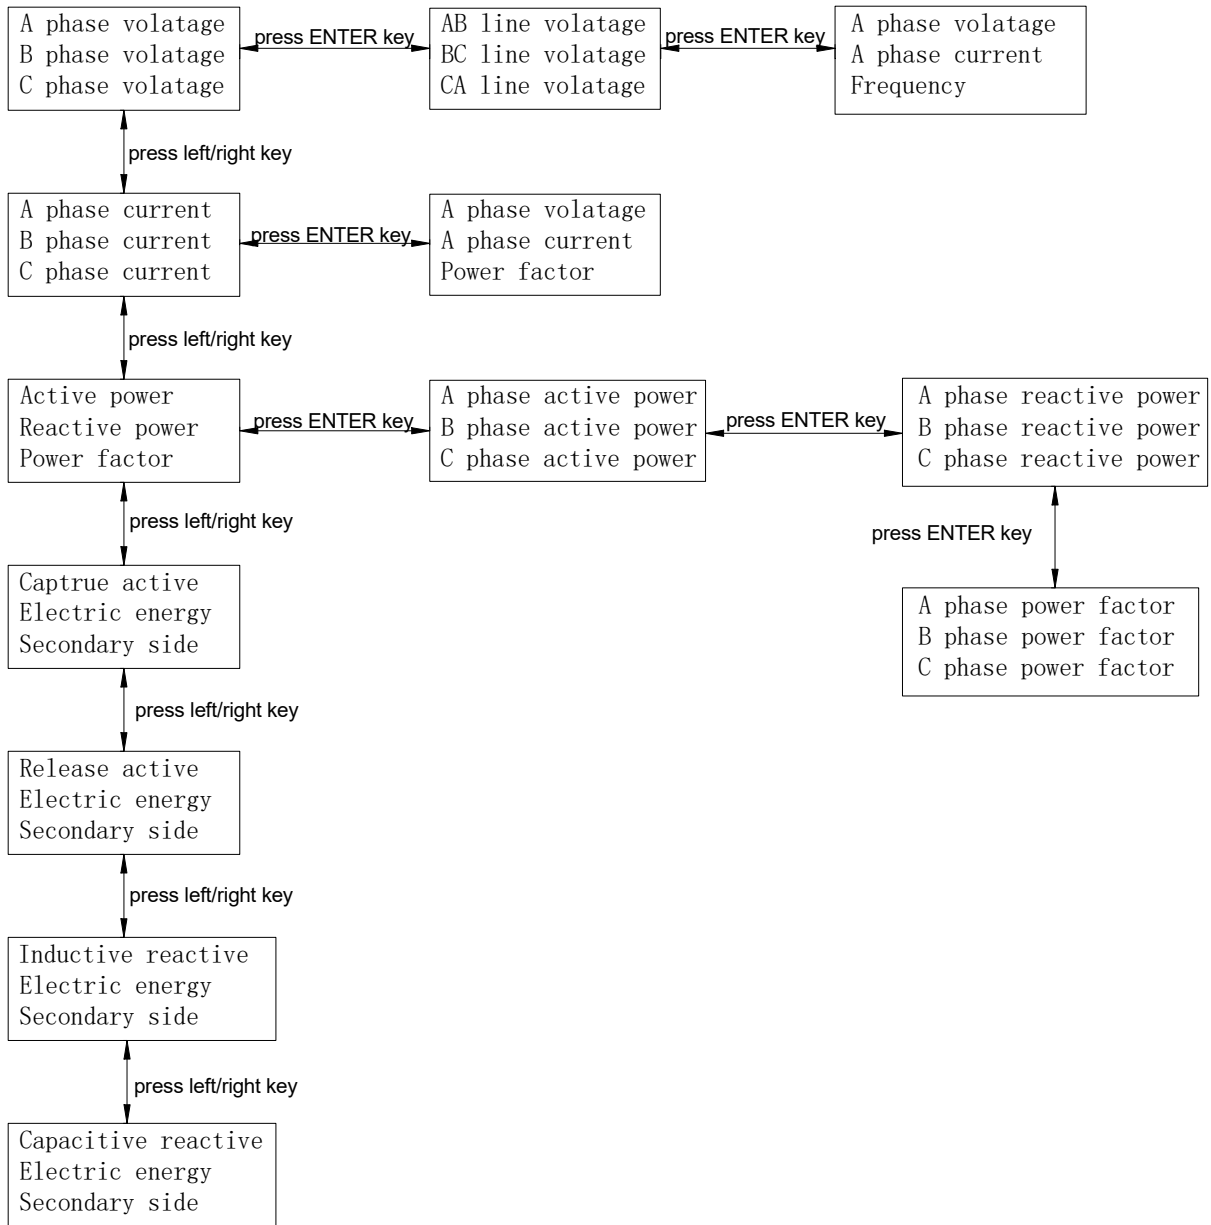 A phase volatage
B phase volatage
C phase volatage
press ENTER key
AB line volatage
BC line volatage
CA line volatage
press ENTER key
A phase volatage
A phase current
Frequency
press left/right key
A phase current
B phase current
C phase current
press ENTER key
A phase volatage
A phase current
Power factor
press left/right key
Active power
Reactive power
Power factor
press ENTER key
A phase active power
B phase active power
C phase active power
press ENTER key
A phase reactive power
B phase reactive power
C phase reactive power
press left/right key
press ENTER key
Captrue active
Electric energy
Secondary side
A phase power factor
B phase power factor
C phase power factor
press left/right key
Release active
Electric energy
Secondary side
press left/right key
Inductive reactive
Electric energy
Secondary side
press left/right key
Capacitive reactive
Electric energy
Secondary side